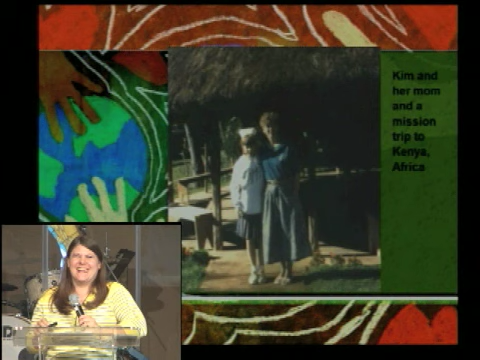 Kim and
her mom
and a
mission
trip to
Kenya,
Africa